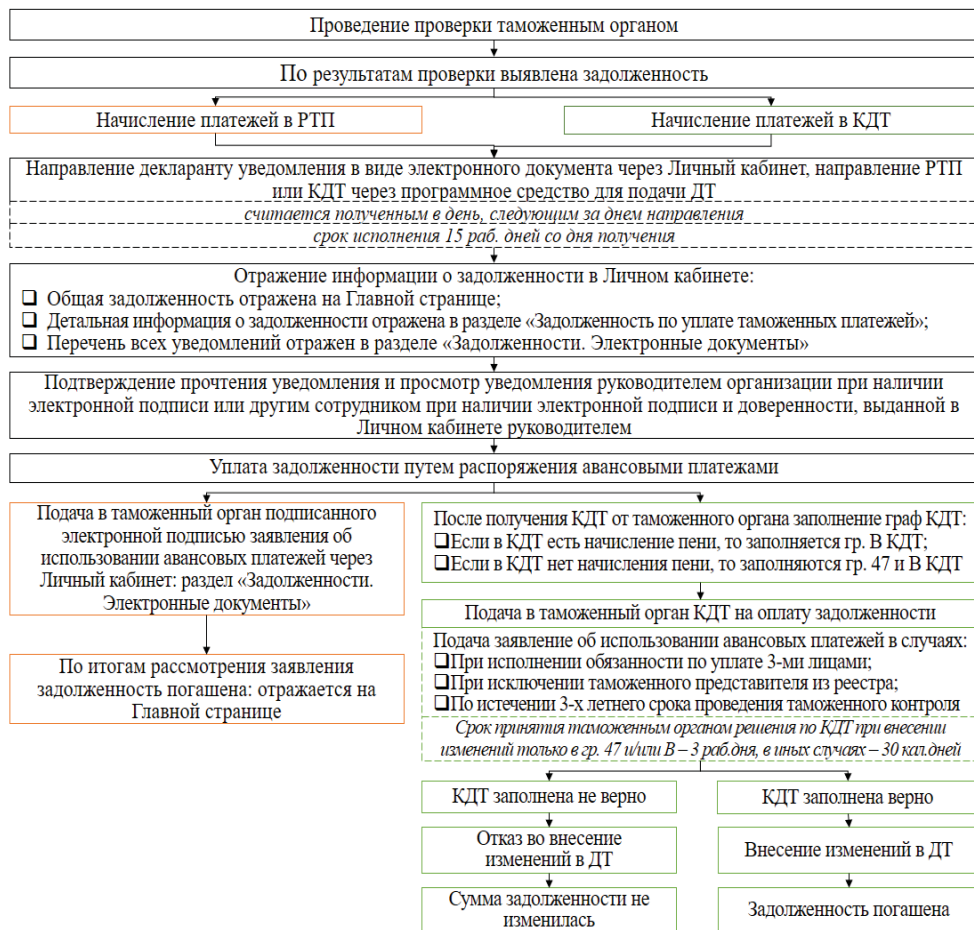 Проведение проверки таможенным органом
По результатам проверки выявлена задолженность
Начисление платежей в РТП
Начисление платежей в КДТ
Направление декларанту уведомления в виде электронного документа через Личный кабинет, направление РТП
или КДТ через программное средство для подачи ДТ
считается полученным в день, следующим за днем направления
срок исполнения 15 раб. дней со дня получения
Отражение информации о задолженности в Личном кабинете:
❑ Общая задолженность отражена на Главной странице;
❑ Детальная информация о задолженности отражена в разделе «Задолженность по уплате таможенных платежей»;
❑ Перечень всех уведомлений отражен в разделе «Задолженности. Электронные документы»
Подтверждение прочтения уведомления и просмотр уведомления руководителем организации при наличии
электронной подписи или другим сотрудником при наличии электронной подписи и доверенности, выданной в
Личном кабинете руководителем
Уплата задолженности путем распоряжения авансовыми платежами
Подача в таможенный орган подписанного
электронной подписью заявления об
использовании авансовых платежей через
Личный кабинет: раздел «Задолженности.
Электронные документы»
По итогам рассмотрения заявления
задолженность погашена: отражается на
Главной странице
После получения КДТ от таможенного органа заполнение граф КДТ:
❑Если в КДТ есть начисление пени, то заполняется гр. В КДТ;
❑Если в КДТ нет начисления пени, то заполняются гр. 47 и В КДТ
Подача в таможенный орган КДТ на оплату задолженности
Подача заявление об использовании авансовых платежей в случаях:
❑При исполнении обязанности по уплате 3-ми лицами;
❑При исключении таможенного представителя из реестра;
❑По истечении 3-х летнего срока проведения таможенного контроля
Срок принятия таможенным органом решения по КДТ при внесении
изменений только в гр. 47 и/или В – 3 раб.дня, в иных случаях – 30 кал.дней
КДТ заполнена не верно
КДТ заполнена верно
Отказ во внесение
изменений в ДТ
Внесение изменений в ДТ
Сумма задолженности не
изменилась
Задолженность погашена